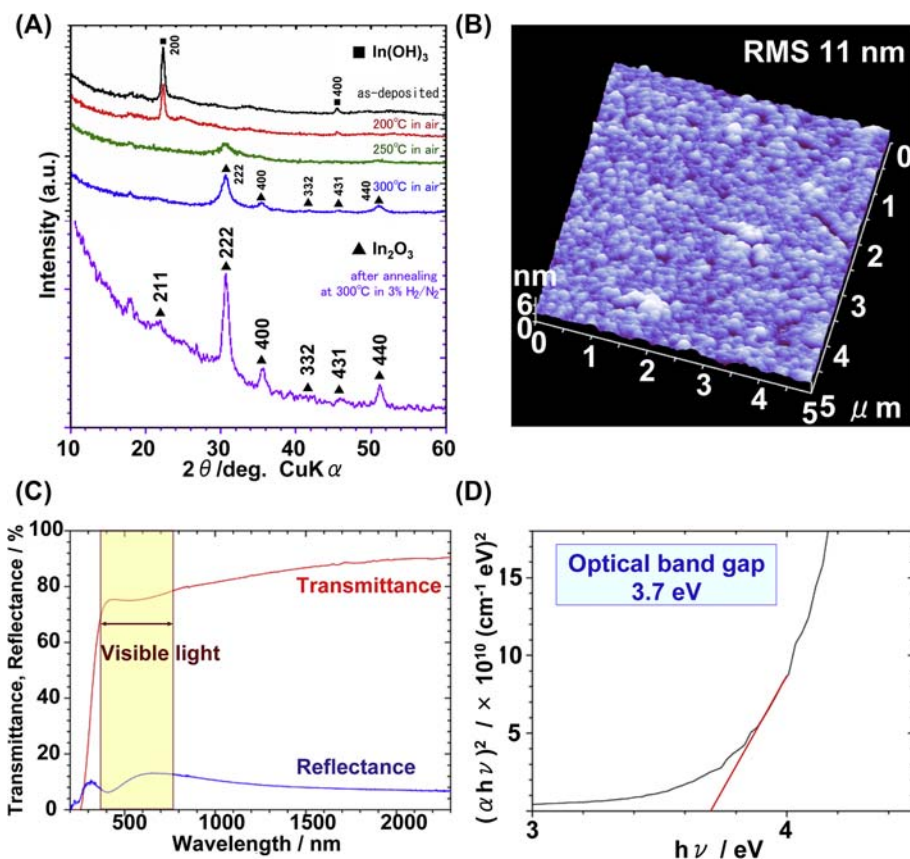 (A)
200
■ In(OH)₃
400
as-deposited
200℃ in air
250℃ in air
300℃ in air
222
400
332
431
440
▲ In₂O₃
after annealing
at 300℃ in 3% H₂/N₂
211
222
400
332
431
440
Intensity (a.u.)
10 20 30 40 50 60
2θ/deg. CuKα
(B)
RMS 11 nm
nm
6
0
0 1 2 3 4 5
0
1
2
3
4
5 μm
(C)
100
80
60
40
20
0
Transmittance, Reflectance / %
Transmittance
Visible light
Reflectance
500 1000 1500 2000
Wavelength / nm
(D)
Optical band gap
3.7 eV
15
10
5
(αhν)² / × 10¹⁰ (cm⁻¹ eV)²
3 4
hν / eV